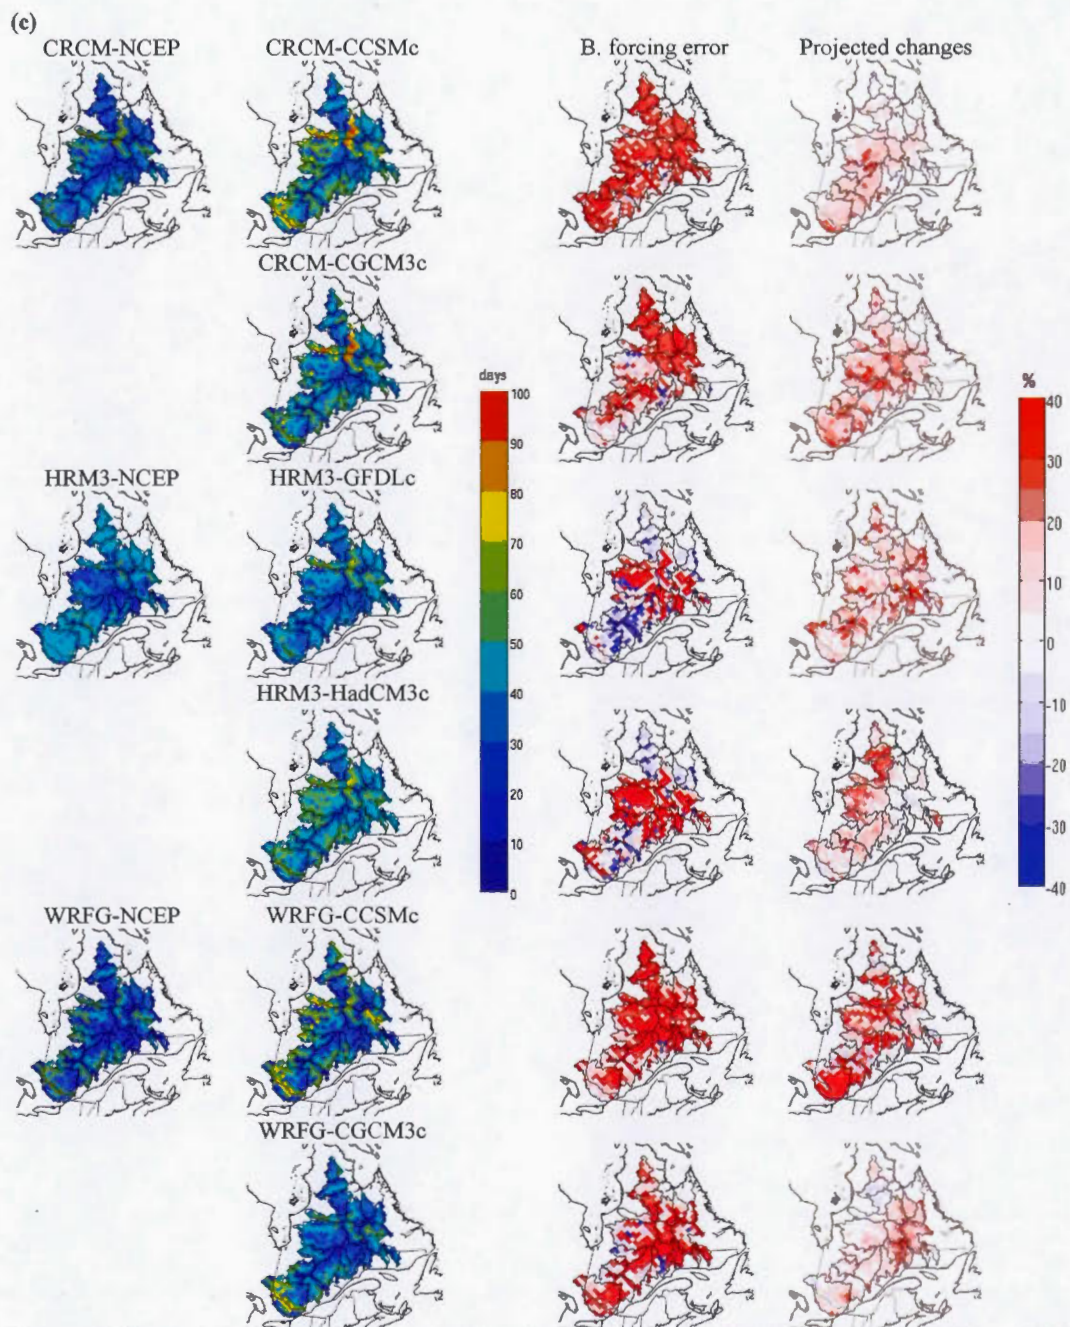 (c)
CRCM-NCEP CRCM-CCSMc B. forcing error Projected changes
CRCM-CGCM3c
days
100
90
80
70
60
50
40
30
20
10
0
%
40
30
20
10
0
-10
-20
-30
-40
HRM3-NCEP HRM3-GFDLc
HRM3-HadCM3c
WRFG-NCEP WRFG-CCSMc
WRFG-CGCM3c